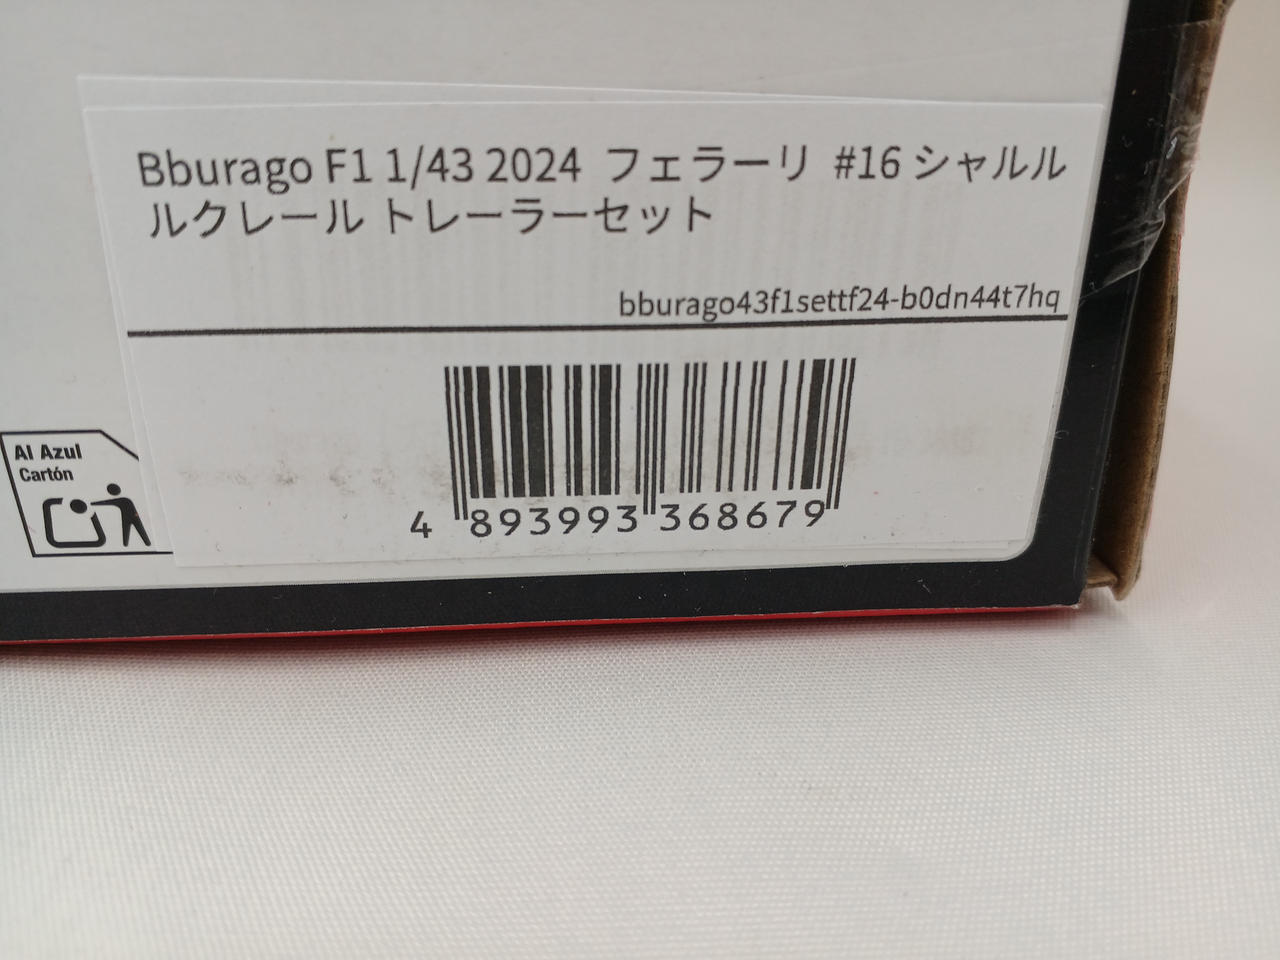 Bburago F1 1/43 2024 フェラーリ #16 シャルル
ルクレール トレーラーセット
bburago43f1settf24-b0dn44t7hq
4 893993 368679
Al Azul
Cartón